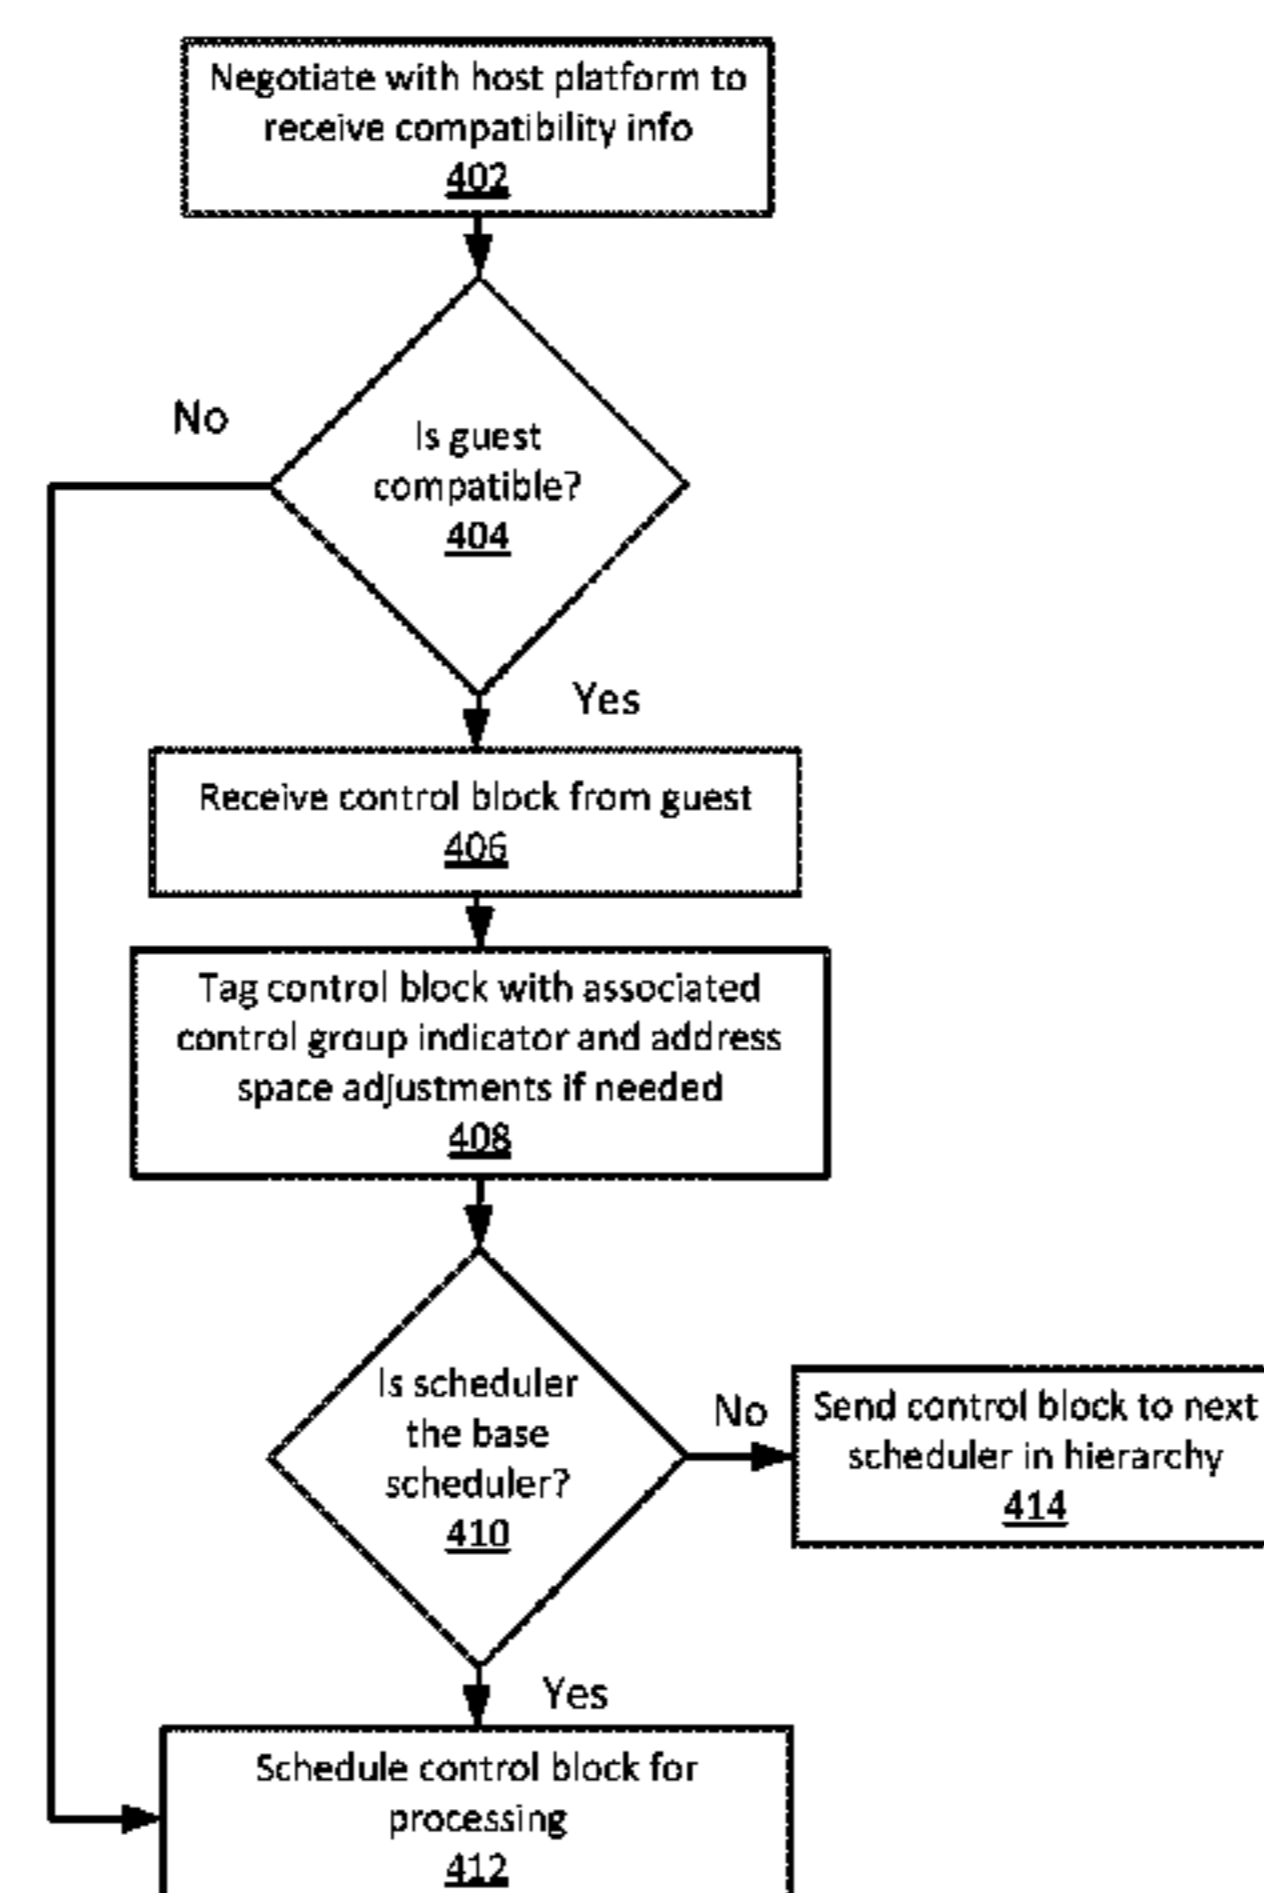 Negotiate with host platform to
receive compatibility info
402
No
Is guest
compatible?
404
Yes
Receive control block from guest
406
Tag control block with associated
control group indicator and address
space adjustments if needed
408
Is scheduler
the base
scheduler?
410
No
Send control block to next
scheduler in hierarchy
414
Yes
Schedule control block for
processing
412